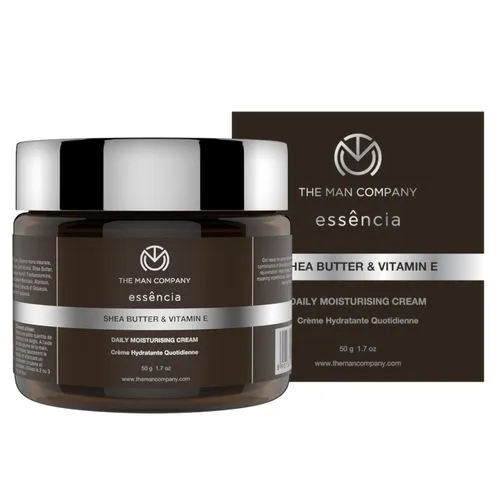 THE MAN COMPANY
essência
SHEA BUTTER & VITAMIN E
DAILY MOISTURISING CREAM
Crème Hydratante Quotidienne
50 g 1.7 oz
www.themancompany.com
THE MAN COMPANY
essência
HEA BUTTER & VITAMIN E
DAILY MOISTURISING CREAM
Crème Hydratante Quotidienne
50 g 1.7 oz
www.themancompany.com